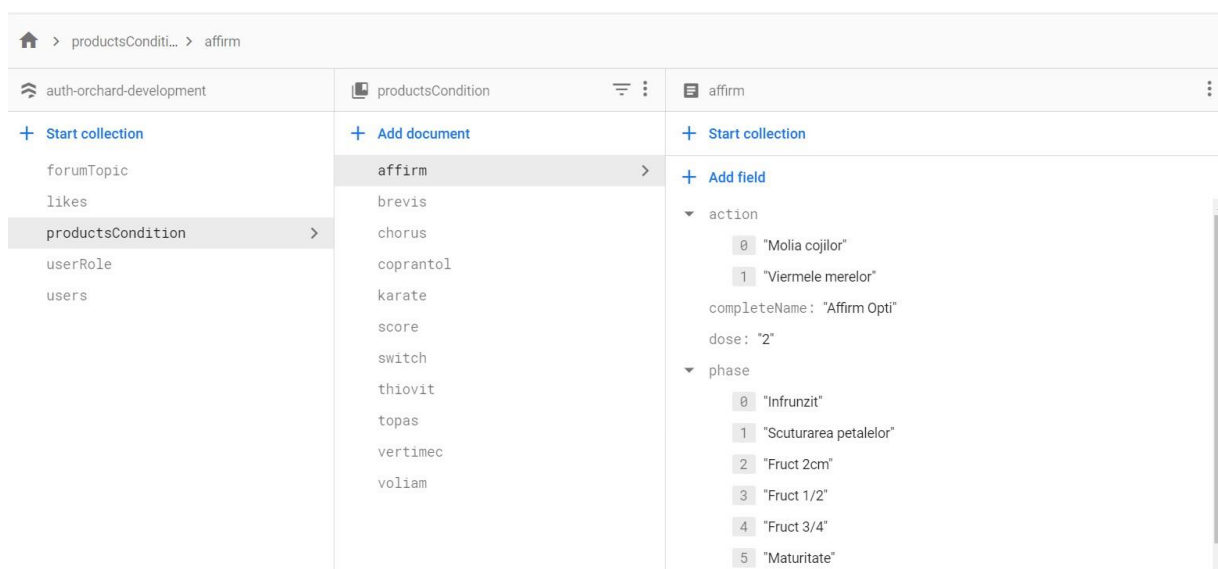 productsConditi... > affirm
auth-orchard-development
+ Start collection
forumTopic
likes
productsCondition
userRole
users
productsCondition
+ Add document
affirm
brevis
chorus
coprantol
karate
score
switch
thiovit
topas
vertimec
voliam
affirm
+ Start collection
+ Add field
action
0 "Molia cojilor"
1 "Viermele merelor"
completeName: "Affirm Opti"
dose: "2"
phase
0 "Infrunzit"
1 "Scuturarea petalelor"
2 "Fruct 2cm"
3 "Fruct 1/2"
4 "Fruct 3/4"
5 "Maturitate"